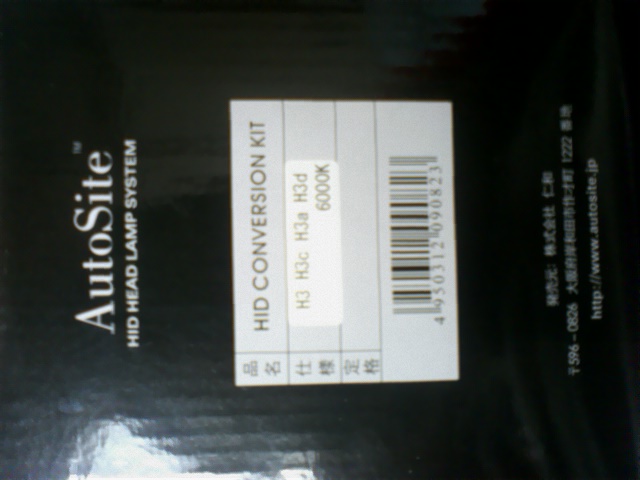 AutoSite™
HID HEAD LAMP SYSTEM
品名 HID CONVERSION KIT
仕様 H3 H3c H3a H3d
6000K
定格
4 950312 090823
発売元: 株式会社 仁和
〒596-0026 大阪府岸和田市作才町 1222 番地
http://www.autosite.jp